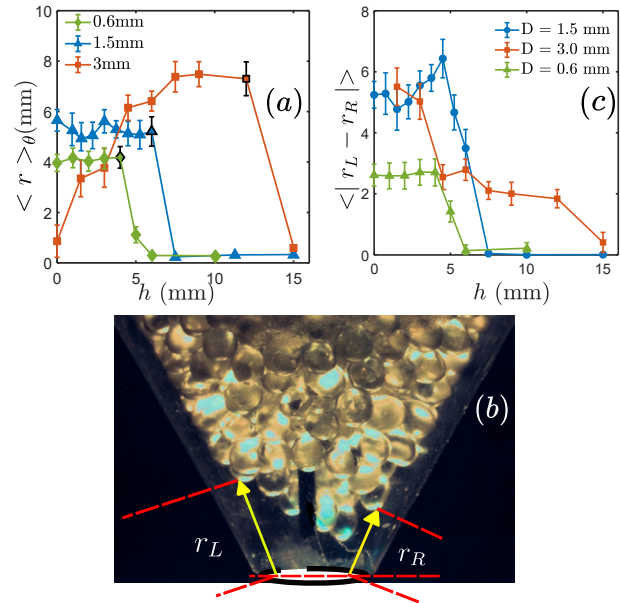 10
8
6
4
2
0
< r >θ(mm)
0.6mm
1.5mm
3mm
(a)
0 5 10 15
h (mm)
8
6
4
2
0
<| rL − rR |>
D = 1.5 mm
D = 3.0 mm
D = 0.6 mm
(c)
0 5 10 15
h (mm)
(b)
rL
rR